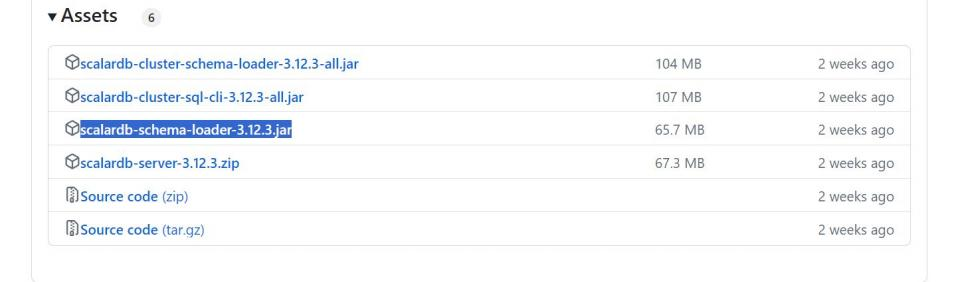 Assets 6
scalardb-cluster-schema-loader-3.12.3-all.jar 104 MB 2 weeks ago
scalardb-cluster-sql-cli-3.12.3-all.jar 107 MB 2 weeks ago
scalardb-schema-loader-3.12.3.jar 65.7 MB 2 weeks ago
scalardb-server-3.12.3.zip 67.3 MB 2 weeks ago
Source code (zip) 2 weeks ago
Source code (tar.gz) 2 weeks ago